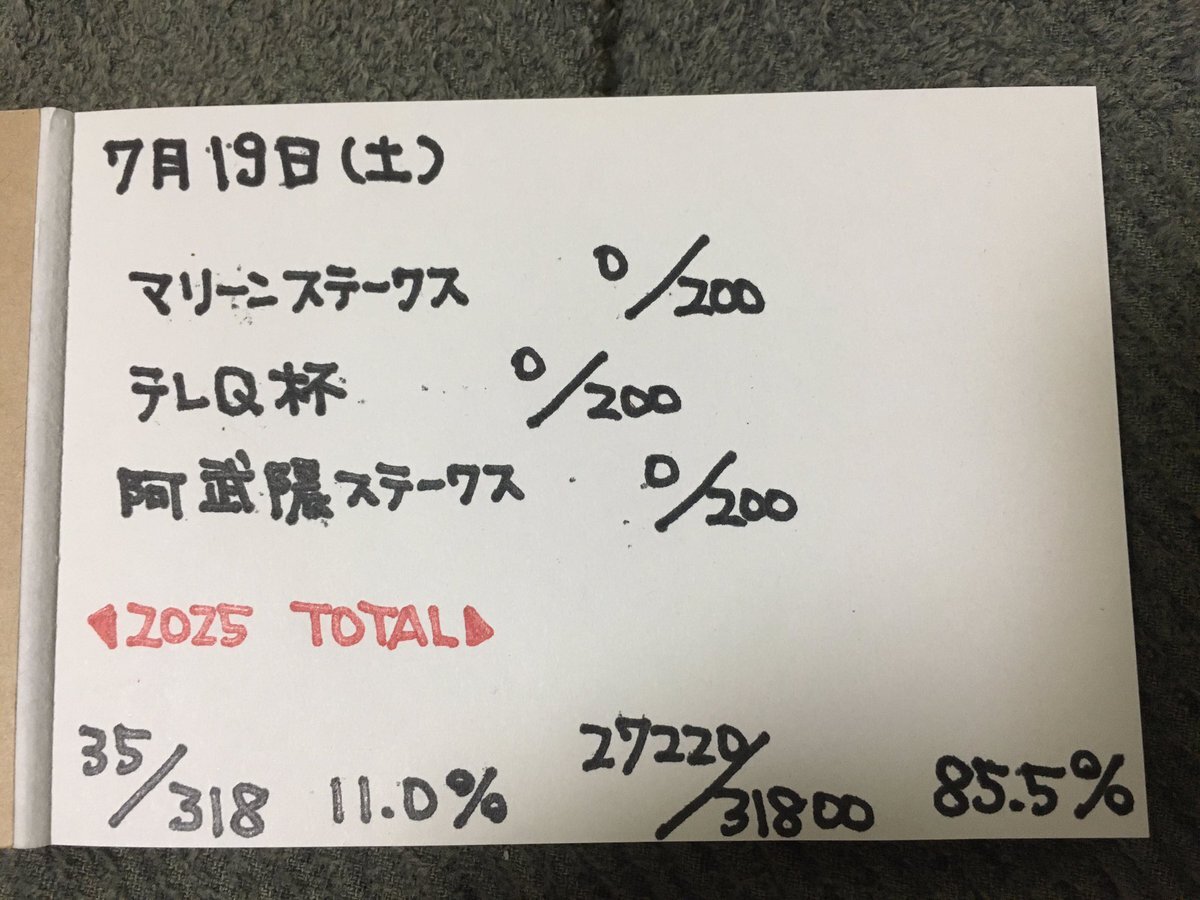 7月19日(土)
マリーンステークス 0/200
テレQ杯 0/200
阿武隈ステークス 0/200
◀2025 TOTAL▶
35/318 11.0% 27220/31800 85.5%